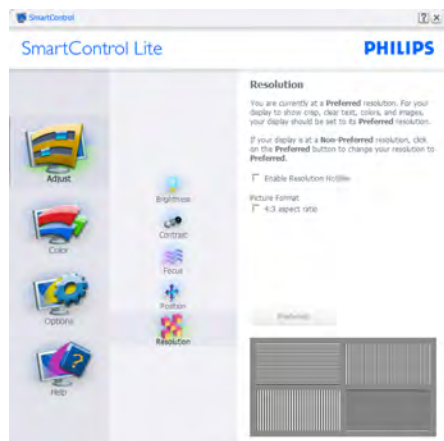 SmartControl
SmartControl Lite
PHILIPS
Adjust
Color
Options
Help
Brightness
Contrast
Focus
Position
Resolution
Resolution
You are currently at a Preferred resolution. For your
display to show crisp, clear text, colors, and images,
your display should be set to its Preferred resolution.
If your display is at a Non-Preferred resolution, click
on the Preferred button to change your resolution to
Preferred.
Enable Resolution Notifier
Picture Format
4:3 aspect ratio
Preferred